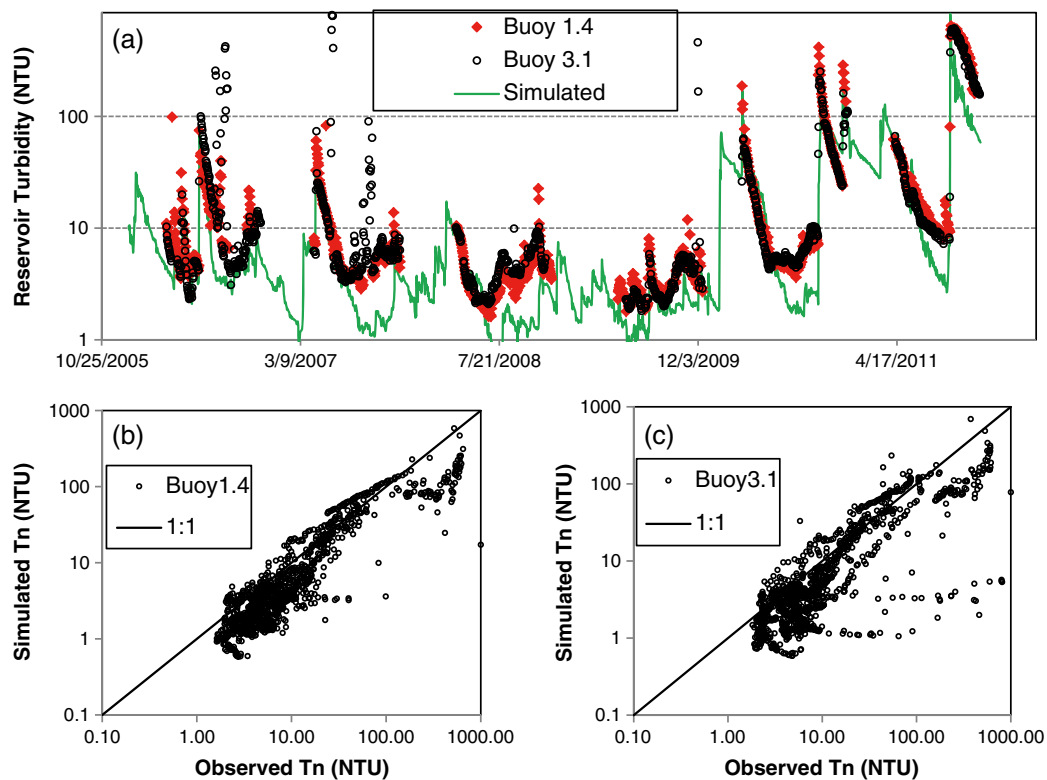 (a)
Buoy 1.4
Buoy 3.1
Simulated
Reservoir Turbidity (NTU)
100
10
1
10/25/2005
3/9/2007
7/21/2008
12/3/2009
4/17/2011
(b)
Buoy1.4
1:1
Simulated Tn (NTU)
1000
100
10
1
0.1
0.10
1.00
10.00
100.00
1000.00
Observed Tn (NTU)
(c)
Buoy3.1
1:1
Simulated Tn (NTU)
1000
100
10
1
0.1
0.10
1.00
10.00
100.00
1000.00
Observed Tn (NTU)